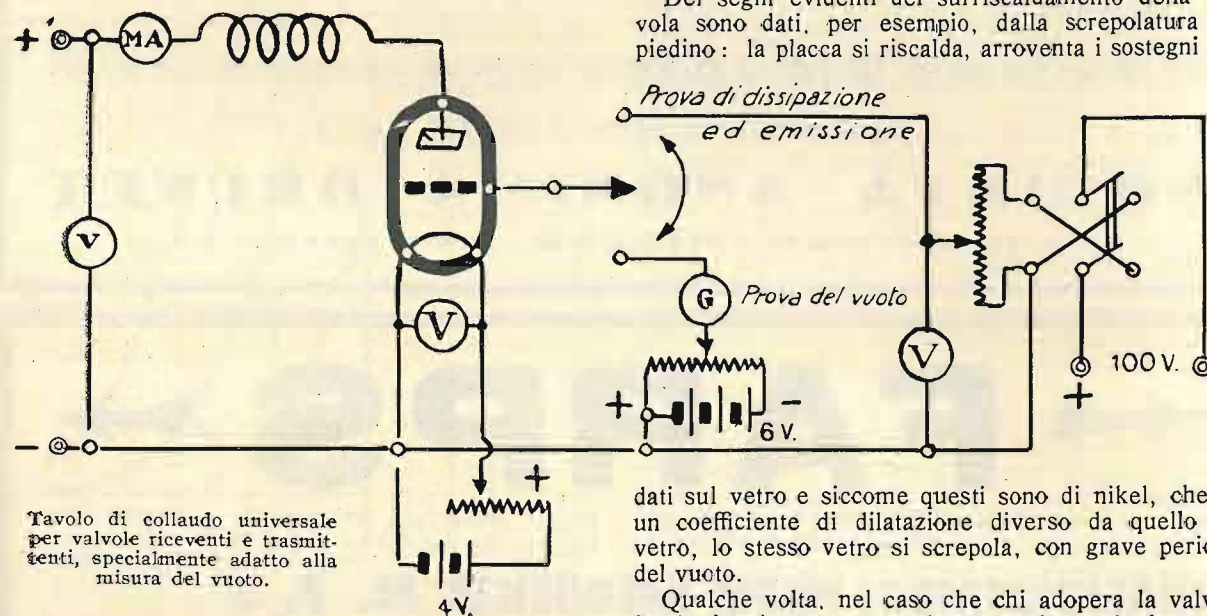 Dei segni evidenti del surriscaldamento della
vola sono dati, per esempio, dalla screpolatura
piedino: la placca si riscalda, arroventa i sostegni
+
MA
V
V
-
Prova di dissipazione
ed emissione
G
Prova del vuoto
+
-
6 V.
V
100 V.
+
+
4V.
Tavolo di collaudo universale
per valvole riceventi e trasmit-
tenti, specialmente adatto alla
misura del vuoto.
dati sul vetro e siccome questi sono di nikel, che
un coefficiente di dilatazione diverso da quello
vetro, lo stesso vetro si screpola, con grave peric
del vuoto.
Qualche volta, nel caso che chi adopera la valv